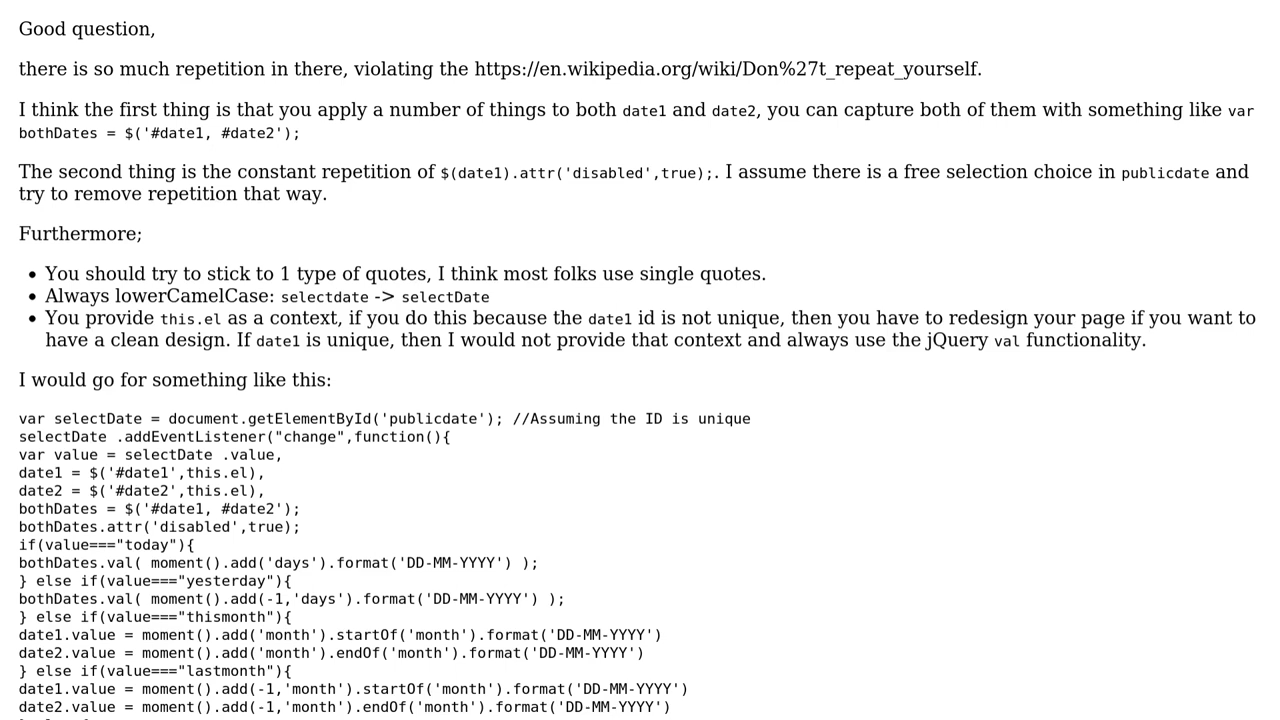 Good question,
there is so much repetition in there, violating the https://en.wikipedia.org/wiki/Don%27t_repeat_yourself.
I think the first thing is that you apply a number of things to both date1 and date2, you can capture both of them with something like var
bothDates = $('#date1, #date2');
The second thing is the constant repetition of $(date1).attr('disabled',true);. I assume there is a free selection choice in publicdate and
try to remove repetition that way.
Furthermore;
• You should try to stick to 1 type of quotes, I think most folks use single quotes.
• Always lowerCamelCase: selectdate -> selectDate
• You provide this.el as a context, if you do this because the date1 id is not unique, then you have to redesign your page if you want to
have a clean design. If date1 is unique, then I would not provide that context and always use the jQuery val functionality.
I would go for something like this:
var selectDate = document.getElementById('publicdate'); //Assuming the ID is unique
selectDate .addEventListener("change",function(){
var value = selectDate .value,
date1 = $('#date1',this.el),
date2 = $('#date2',this.el),
bothDates = $('#date1, #date2');
bothDates.attr('disabled',true);
if(value==="today"){
bothDates.val( moment().add('days').format('DD-MM-YYYY') );
} else if(value==="yesterday"){
bothDates.val( moment().add(-1,'days').format('DD-MM-YYYY') );
} else if(value==="thismonth"){
date1.value = moment().add('month').startOf('month').format('DD-MM-YYYY')
date2.value = moment().add('month').endOf('month').format('DD-MM-YYYY')
} else if(value==="lastmonth"){
date1.value = moment().add(-1,'month').startOf('month').format('DD-MM-YYYY')
date2.value = moment().add(-1,'month').endOf('month').format('DD-MM-YYYY')